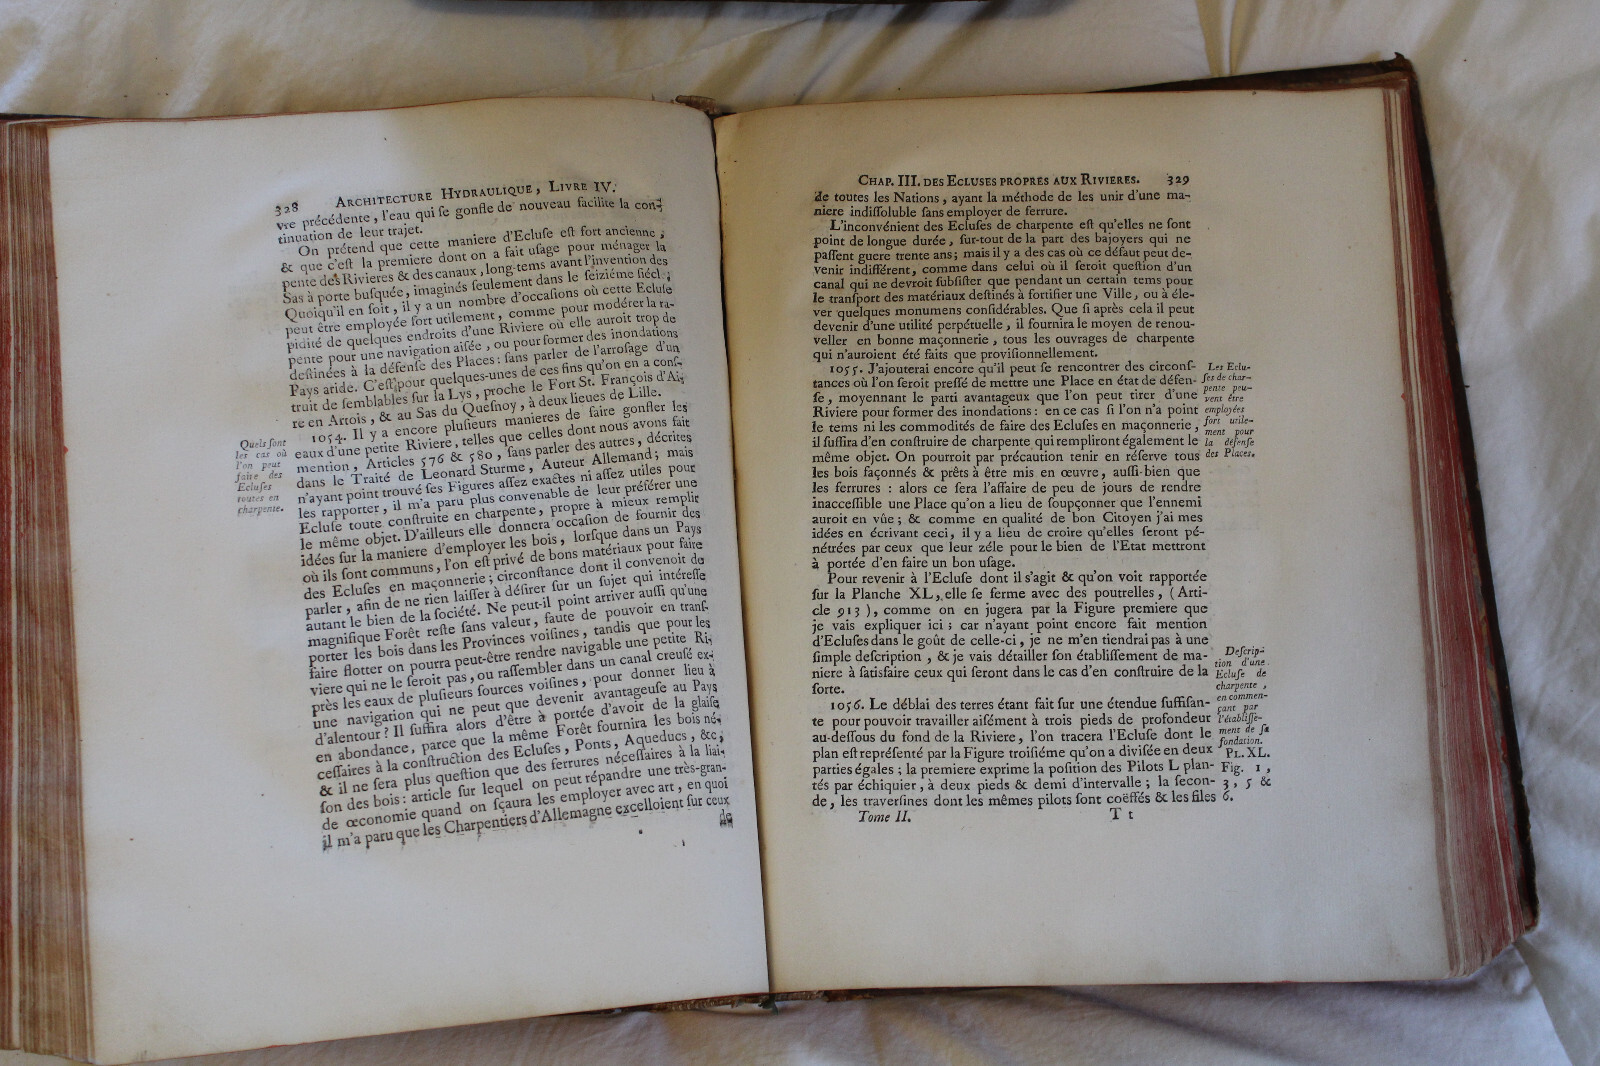 328 ARCHITECTURE HYDRAULIQUE, LIVRE IV.
vre précédente, l'eau qui ſe gonfle de nouveau facilite la con-
tinuation de leur trajet.
On prétend que cette maniere d'Ecluſe eſt fort ancienne;
& que c'eſt la premiere dont on a fait uſage pour ménager la
pente des Rivieres & des canaux, long-tems avant l'invention des
Sas à porte buſquée, imaginés ſeulement dans le ſeiziéme ſiécl;
Quoiqu'il en ſoit, il y a un nombre d'occaſions où cette Ecluſe
peut être employée fort utilement, comme pour modérer la ra-
pidité de quelques endroits d'une Riviere où elle auroit trop de
pente pour une navigation aiſée, ou pour former des inondations
deſtinées à la défenſe des Places: ſans parler de l'arroſage d'un
Pays aride. C'eſt pour quelques-unes de ces fins qu'on en a conſ-
truit de ſemblables ſur la Lys, proche le Fort St. François d'Ai-
re en Artois, & au Sas du Queſnoy, à deux lieues de Lille.
Quels ſont
les cas où
l'on peut
faire des
Ecluſes
toutes en
charpente.
1054. Il y a encore pluſieurs manieres de faire gonfler les
eaux d'une petite Riviere, telles que celles dont nous avons fait
mention, Articles 576 & 580, ſans parler des autres, décrites
dans le Traité de Leonard Sturme, Auteur Allemand; mais
n'ayant point trouvé ſes Figures aſſez exactes ni aſſez utiles pour
les rapporter, il m'a paru plus convenable de leur préférer une
Ecluſe toute conſtruite en charpente, propre à mieux remplir
le même objet. D'ailleurs elle donnera occaſion de fournir des
idées ſur la maniere d'employer les bois, lorſque dans un Pays
où ils ſont communs, l'on eſt privé de bons matériaux pour faire
des Ecluſes en maçonnerie; circonſtance dont il convenoit de
parler, afin de ne rien laiſſer à déſirer ſur un ſujet qui intéreſſe
autant le bien de la ſociété. Ne peut-il point arriver auſſi qu'une
magnifique Forêt reſte ſans valeur, faute de pouvoir en tranſ-
porter les bois dans les Provinces voiſines, tandis que pour les
faire flotter on pourra peut-être rendre navigable une petite Ri-
viere qui ne le ſeroit pas, ou raſſembler dans un canal creuſé ex-
près les eaux de pluſieurs ſources voiſines, pour donner lieu à
une navigation qui ne peut que devenir avantageuſe au Pays
d'alentour? Il ſuffira alors d'être à portée d'avoir de la glaiſe
en abondance, parce que la même Forêt fournira les bois né-
ceſſaires à la conſtruction des Ecluſes, Ponts, Aqueducs, &c;
& il ne ſera plus queſtion que des ferrures néceſſaires à la liai-
ſon des bois: article ſur lequel on peut répandre une très-gran-
de œconomie quand on ſçaura les employer avec art, en quoi
il m'a paru que les Charpentiers d'Allemagne excelloient ſur ceux
de
CHAP. III. DES ECLUSES PROPRES AUX RIVIERES. 329
de toutes les Nations, ayant la méthode de les unir d'une ma-
niere indiſſoluble ſans employer de ferrure.
L'inconvénient des Ecluſes de charpente eſt qu'elles ne ſont
point de longue durée, ſur-tout de la part des bajoyers qui ne
paſſent guere trente ans; mais il y a des cas où ce défaut peut de-
venir indifférent, comme dans celui où il ſeroit queſtion d'un
canal qui ne devroit ſubſiſter que pendant un certain tems pour
le tranſport des matériaux deſtinés à fortifier une Ville, ou à éle-
ver quelques monumens conſidérables. Que ſi après cela il peut
devenir d'une utilité perpétuelle, il fournira le moyen de renou-
veller en bonne maçonnerie, tous les ouvrages de charpente
qui n'auroient été faits que proviſionnellement.
1055. J'ajouterai encore qu'il peut ſe rencontrer des circonſ-
tances où l'on ſeroit preſſé de mettre une Place en état de défen-
ſe, moyennant le parti avantageux que l'on peut tirer d'une
Riviere pour former des inondations: en ce cas ſi l'on n'a point
le tems ni les commodités de faire des Ecluſes en maçonnerie,
il ſuffira d'en conſtruire de charpente qui rempliront également le
même objet. On pourroit par précaution tenir en réſerve tous
les bois façonnés & prêts à être mis en œuvre, auſſi-bien que
les ferrures: alors ce ſera l'affaire de peu de jours de rendre
inacceſſible une Place qu'on a lieu de ſoupçonner que l'ennemi
auroit en vûe; & comme en qualité de bon Citoyen j'ai mes
idées en écrivant ceci, il y a lieu de croire qu'elles ſeront pé-
nétrées par ceux que leur zéle pour le bien de l'Etat mettront
à portée d'en faire un bon uſage.
Les Eclu-
ſes de char-
pente peu-
vent être
employées
fort utile-
ment pour
la défenſe
des Places.
Pour revenir à l'Ecluſe dont il s'agit & qu'on voit rapportée
ſur la Planche XL, elle ſe ferme avec des poutrelles, (Arti-
cle 913), comme on en jugera par la Figure premiere que
je vais expliquer ici; car n'ayant point encore fait mention
d'Ecluſes dans le goût de celle-ci, je ne m'en tiendrai pas à une
ſimple deſcription, & je vais détailler ſon établiſſement de ma-
niere à ſatisfaire ceux qui ſeront dans le cas d'en conſtruire de la
ſorte.
1056. Le déblai des terres étant fait ſur une étendue ſuffiſan-
te pour pouvoir travailler aiſément à trois pieds de profondeur
au-deſſous du fond de la Riviere, l'on tracera l'Ecluſe dont le
plan eſt repréſenté par la Figure troiſiéme qu'on a diviſée en deux
parties égales; la premiere exprime la poſition des Pilots L plan-
tés par échiquier, à deux pieds & demi d'intervalle; la ſecon-
de, les traverſines dont les mêmes pilots ſont coëffés & les files
Deſcrip-
tion d'une
Ecluſe de
charpente,
en commen-
çant par
l'établiſſe-
ment de ſa
fondation.
PL. XL.
Fig. 1,
3, 5 &
6.
Tome II. T t